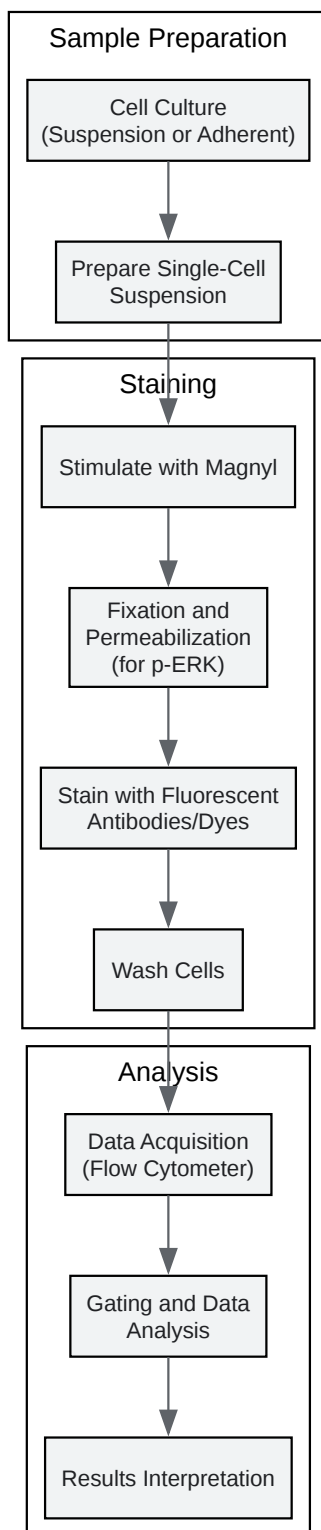 Sample Preparation
Cell Culture
(Suspension or Adherent)
Prepare Single-Cell
Suspension
Staining
Stimulate with Magnyl
Fixation and
Permeabilization
(for p-ERK)
Stain with Fluorescent
Antibodies/Dyes
Wash Cells
Analysis
Data Acquisition
(Flow Cytometer)
Gating and Data
Analysis
Results Interpretation